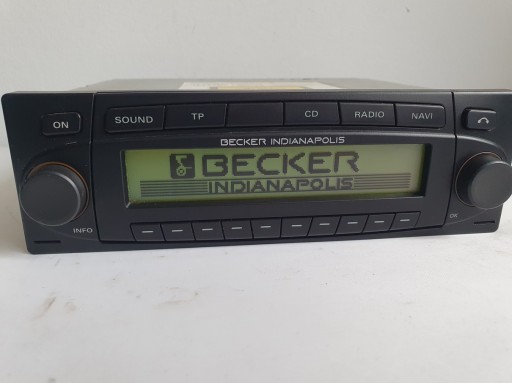 ON
SOUND
TP
CD
RADIO
NAVI
BECKER INDIANAPOLIS
BECKER
INDIANAPOLIS
INFO
OK